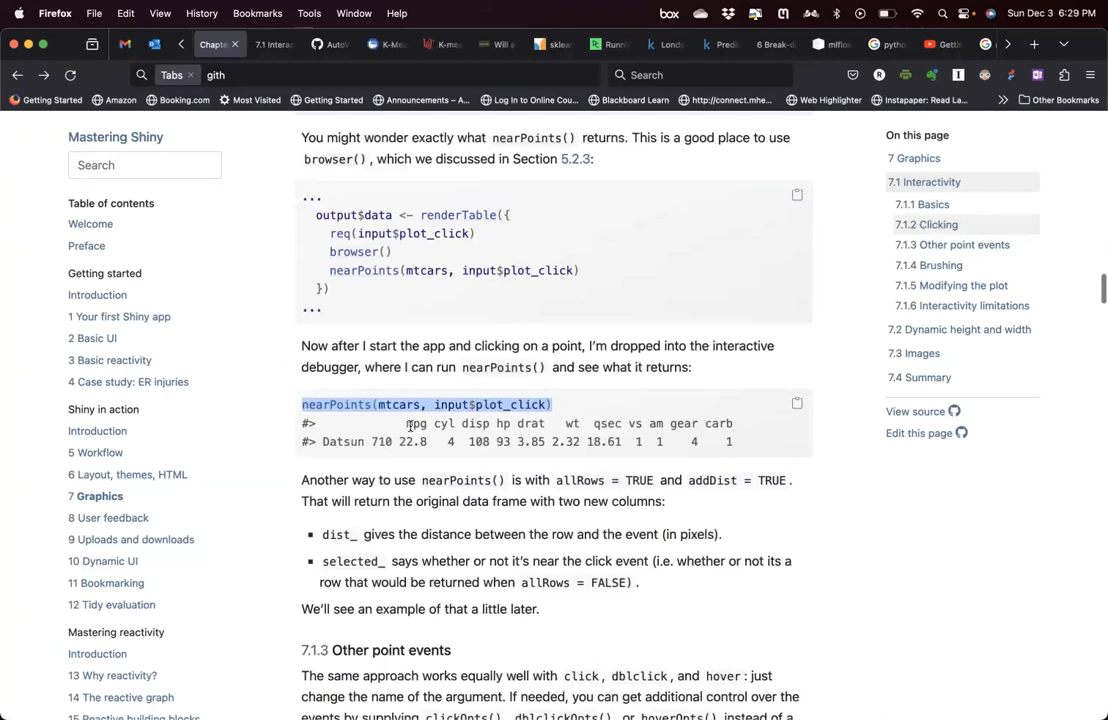 Firefox File Edit View History Bookmarks Tools Window Help box Sun Dec 3 6:29 PM
Chapte 7.1 Interac AutoV K-Me K-me Will a sklea Runni Lond Predi 6 Break-d mlflow python Getti
Tabs gith Search
Getting Started Amazon Booking.com Most Visited Getting Started Announcements – A... Log In to Online Cou... Blackboard Learn http://connect.mhe... Web Highlighter Instapaper: Read La... Other Bookmarks
Mastering Shiny
Search
Table of contents
Welcome
Preface
Getting started
Introduction
1 Your first Shiny app
2 Basic UI
3 Basic reactivity
4 Case study: ER injuries
Shiny in action
Introduction
5 Workflow
6 Layout, themes, HTML
7 Graphics
8 User feedback
9 Uploads and downloads
10 Dynamic UI
11 Bookmarking
12 Tidy evaluation
Mastering reactivity
Introduction
13 Why reactivity?
14 The reactive graph
15 Reactive building blocks
You might wonder exactly what nearPoints() returns. This is a good place to use
browser(), which we discussed in Section 5.2.3:
...
output$data <- renderTable({
req(input$plot_click)
browser()
nearPoints(mtcars, input$plot_click)
})
...
Now after I start the app and clicking on a point, I'm dropped into the interactive
debugger, where I can run nearPoints() and see what it returns:
nearPoints(mtcars, input$plot_click)
#> mpg cyl disp hp drat wt qsec vs am gear carb
#> Datsun 710 22.8 4 108 93 3.85 2.32 18.61 1 1 4 1
Another way to use nearPoints() is with allRows = TRUE and addDist = TRUE.
That will return the original data frame with two new columns:
▪ dist_ gives the distance between the row and the event (in pixels).
▪ selected_ says whether or not it's near the click event (i.e. whether or not its a
row that would be returned when allRows = FALSE).
We'll see an example of that a little later.
7.1.3 Other point events
The same approach works equally well with click, dblclick, and hover: just
change the name of the argument. If needed, you can get additional control over the
events by supplying clickOpts(), dblclickOpts(), or hoverOpts() instead of a
On this page
7 Graphics
7.1 Interactivity
7.1.1 Basics
7.1.2 Clicking
7.1.3 Other point events
7.1.4 Brushing
7.1.5 Modifying the plot
7.1.6 Interactivity limitations
7.2 Dynamic height and width
7.3 Images
7.4 Summary
View source
Edit this page